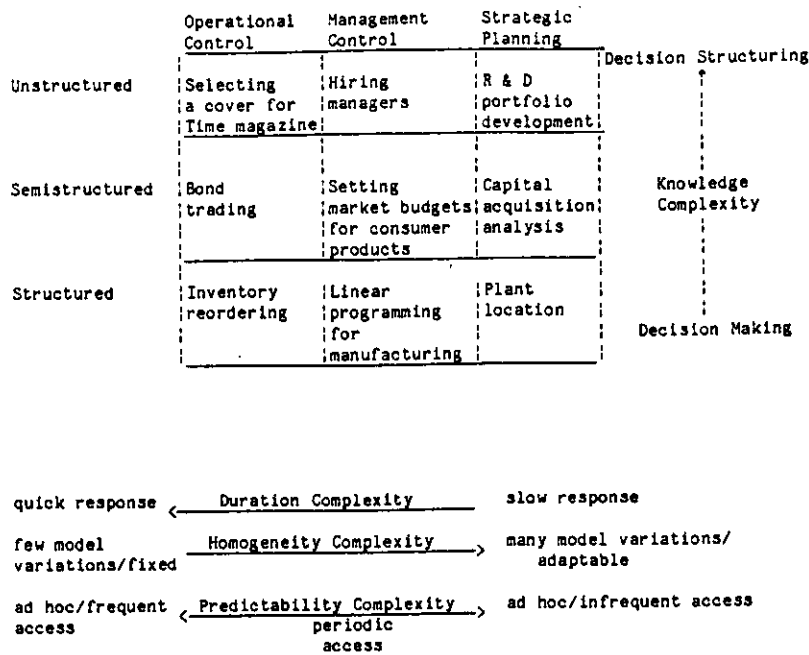 Operational Control
Management Control
Strategic Planning
Decision Structuring
Unstructured
Selecting
a cover for
Time magazine
Hiring
managers
R & D
portfolio
development
Semistructured
Bond
trading
Setting
market budgets
for consumer
products
Capital
acquisition
analysis
Knowledge
Complexity
Structured
Inventory
reordering
Linear
programming
for
manufacturing
Plant
location
Decision Making
quick response
Duration Complexity
slow response
few model
variations/fixed
Homogeneity Complexity
many model variations/
adaptable
ad hoc/frequent
access
Predictability Complexity
periodic
access
ad hoc/infrequent access